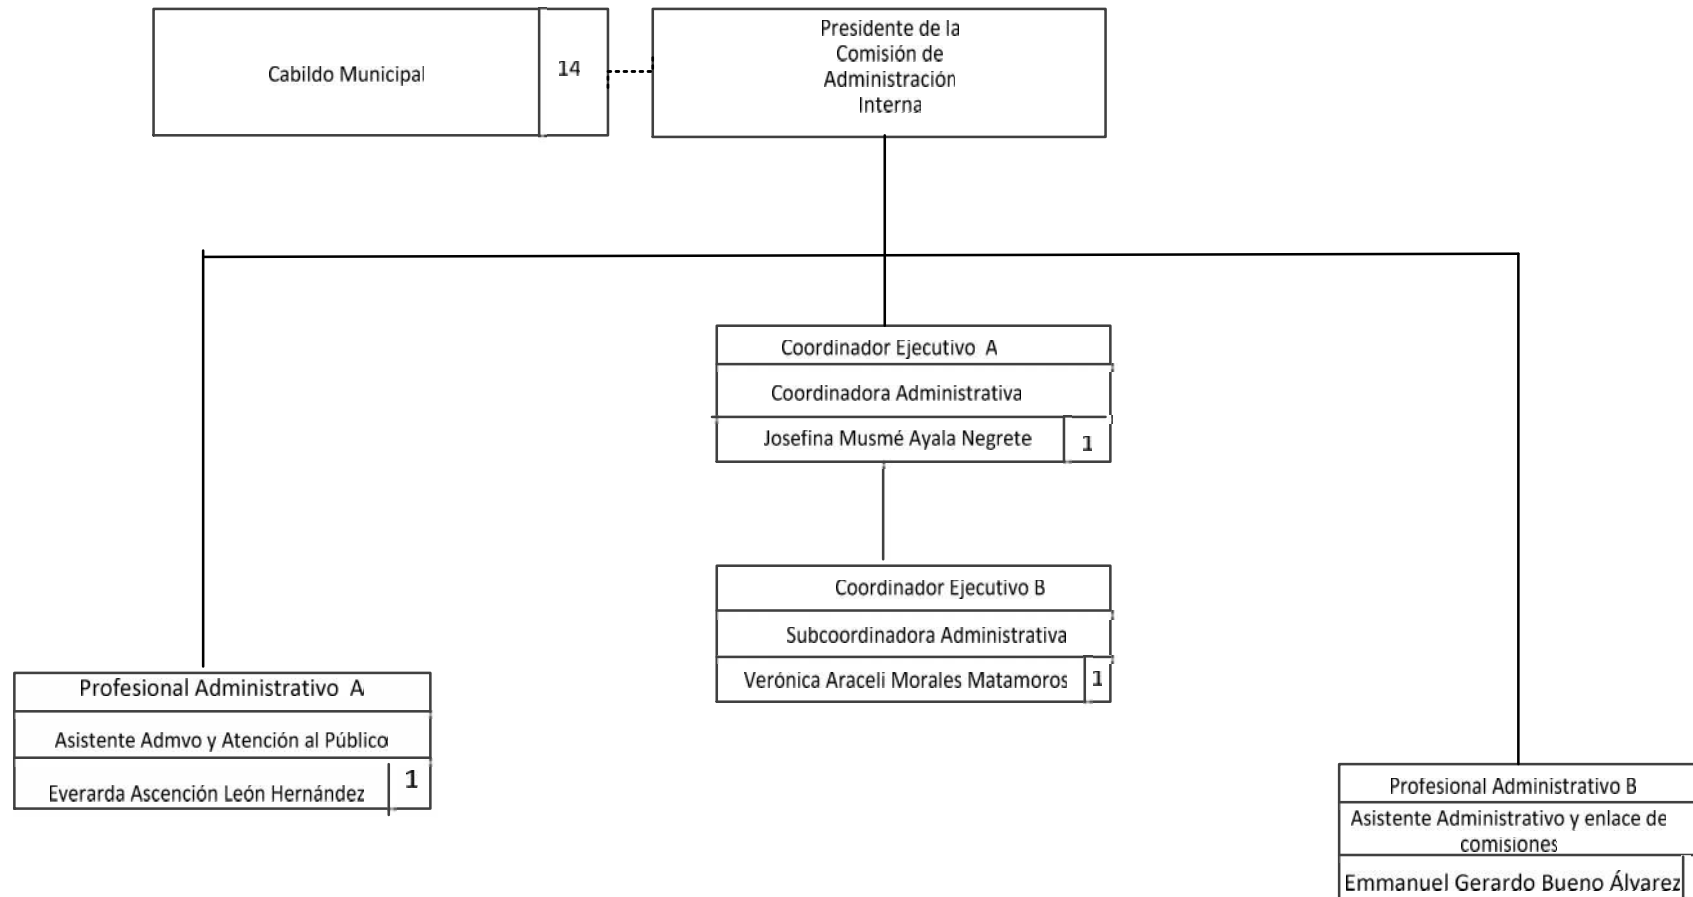 Cabildo Municipal
14
Presidente de la
Comisión de
Administración
Interna
Coordinador Ejecutivo A
Coordinadora Administrativa
Josefina Musmé Ayala Negrete
1
Coordinador Ejecutivo B
Subcoordinadora Administrativa
Verónica Araceli Morales Matamoros
1
Profesional Administrativo A
Asistente Admvo y Atención al Público
Everarda Ascención León Hernández
1
Profesional Administrativo B
Asistente Administrativo y enlace de
comisiones
Emmanuel Gerardo Bueno Álvarez